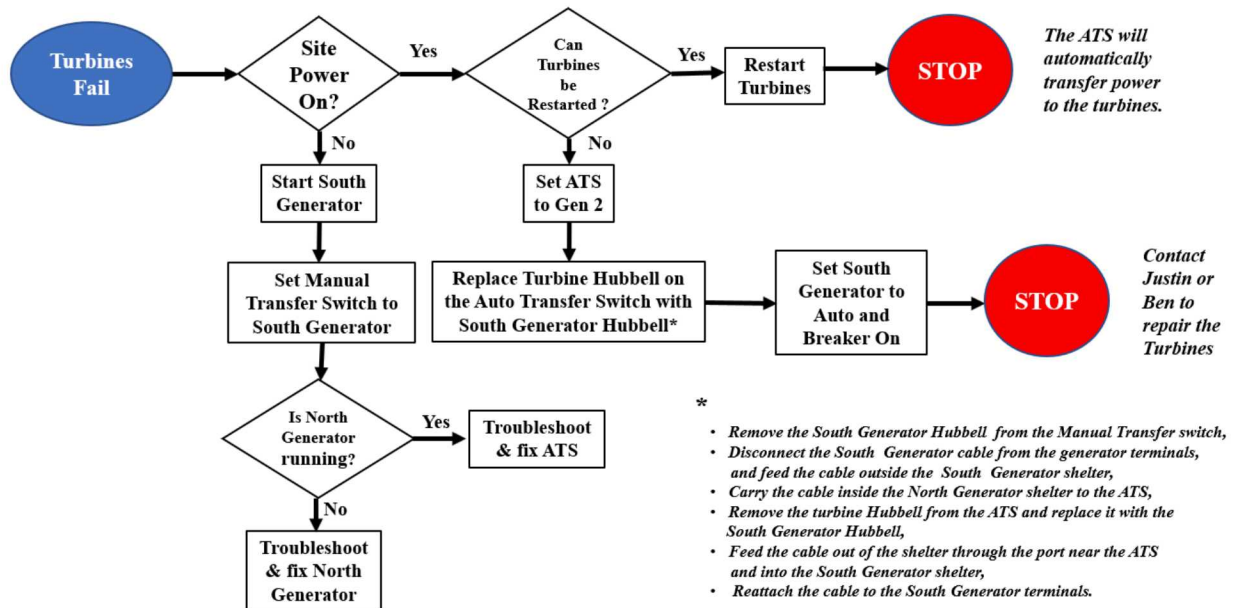 Turbines
Fail
Site
Power
On?
Yes
Can
Turbines
be
Restarted ?
Yes
Restart
Turbines
STOP
The ATS will
automatically
transfer power
to the turbines.
No
No
Start South
Generator
Set ATS
to Gen 2
Set Manual
Transfer Switch to
South Generator
Replace Turbine Hubbell on
the Auto Transfer Switch with
South Generator Hubbell*
Set South
Generator to
Auto and
Breaker On
STOP
Contact
Justin or
Ben to
repair the
Turbines
Is North
Generator
running?
Yes
Troubleshoot
& fix ATS
No
Troubleshoot
& fix North
Generator
*
• Remove the South Generator Hubbell from the Manual Transfer switch,
• Disconnect the South Generator cable from the generator terminals,
and feed the cable outside the South Generator shelter,
• Carry the cable inside the North Generator shelter to the ATS,
• Remove the turbine Hubbell from the ATS and replace it with the
South Generator Hubbell,
• Feed the cable out of the shelter through the port near the ATS
and into the South Generator shelter,
• Reattach the cable to the South Generator terminals.